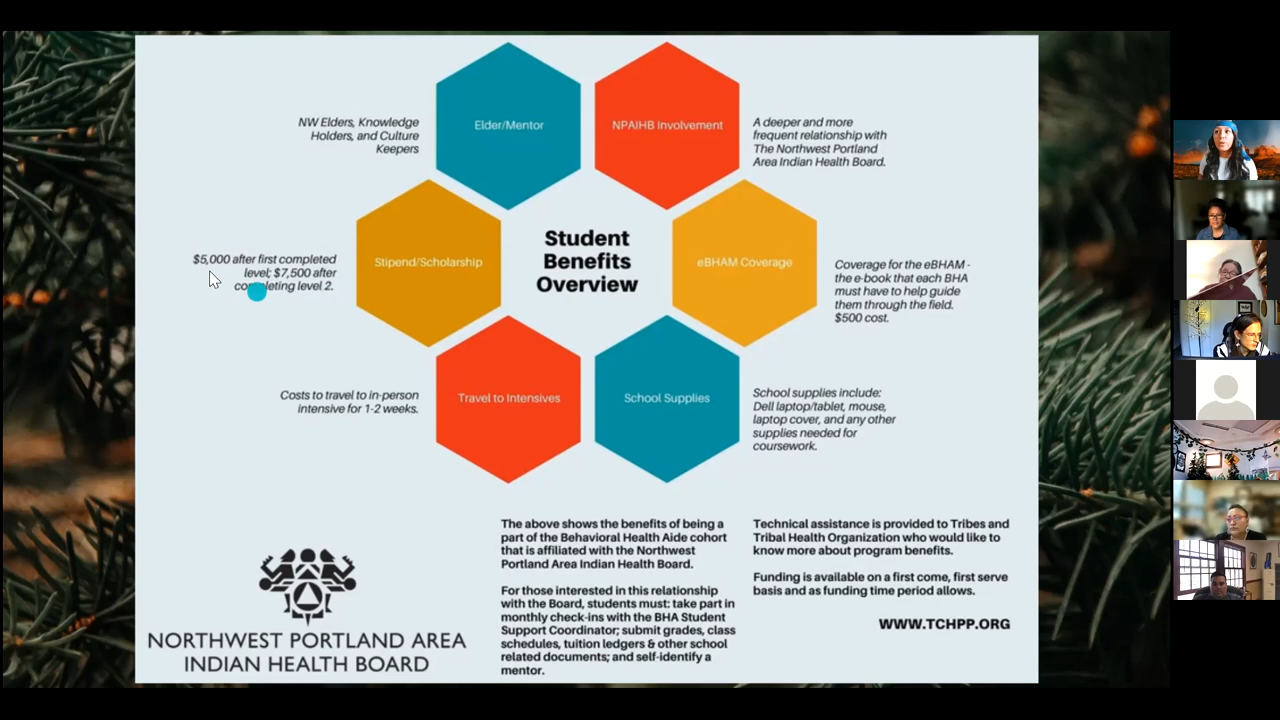 Elder/Mentor
NW Elders, Knowledge
Holders, and Culture
Keepers
NPAIHB Involvement
A deeper and more
frequent relationship with
The Northwest Portland
Area Indian Health Board.
Stipend/Scholarship
$5,000 after first completed
level; $7,500 after
completing level 2.
Student
Benefits
Overview
eBHAM Coverage
Coverage for the eBHAM -
the e-book that each BHA
must have to help guide
them through the field.
$500 cost.
Travel to Intensives
Costs to travel to in-person
intensive for 1-2 weeks.
School Supplies
School supplies include:
Dell laptop/tablet, mouse,
laptop cover, and any other
supplies needed for
coursework.
The above shows the benefits of being a
part of the Behavioral Health Aide cohort
that is affiliated with the Northwest
Portland Area Indian Health Board.
For those interested in this relationship
with the Board, students must: take part in
monthly check-ins with the BHA Student
Support Coordinator; submit grades, class
schedules, tuition ledgers & other school
related documents; and self-identify a
mentor.
Technical assistance is provided to Tribes and
Tribal Health Organization who would like to
know more about program benefits.
Funding is available on a first come, first serve
basis and as funding time period allows.
WWW.TCHPP.ORG
NORTHWEST PORTLAND AREA
INDIAN HEALTH BOARD